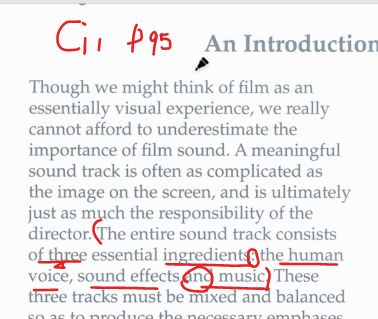 C11 p95
An Introduction
Though we might think of film as an
essentially visual experience, we really
cannot afford to underestimate the
importance of film sound. A meaningful
sound track is often as complicated as
the image on the screen, and is ultimately
just as much the responsibility of the
director. The entire sound track consists
of three essential ingredients: the human
voice, sound effects and music. These
three tracks must be mixed and balanced
so as to produce the necessary emphases